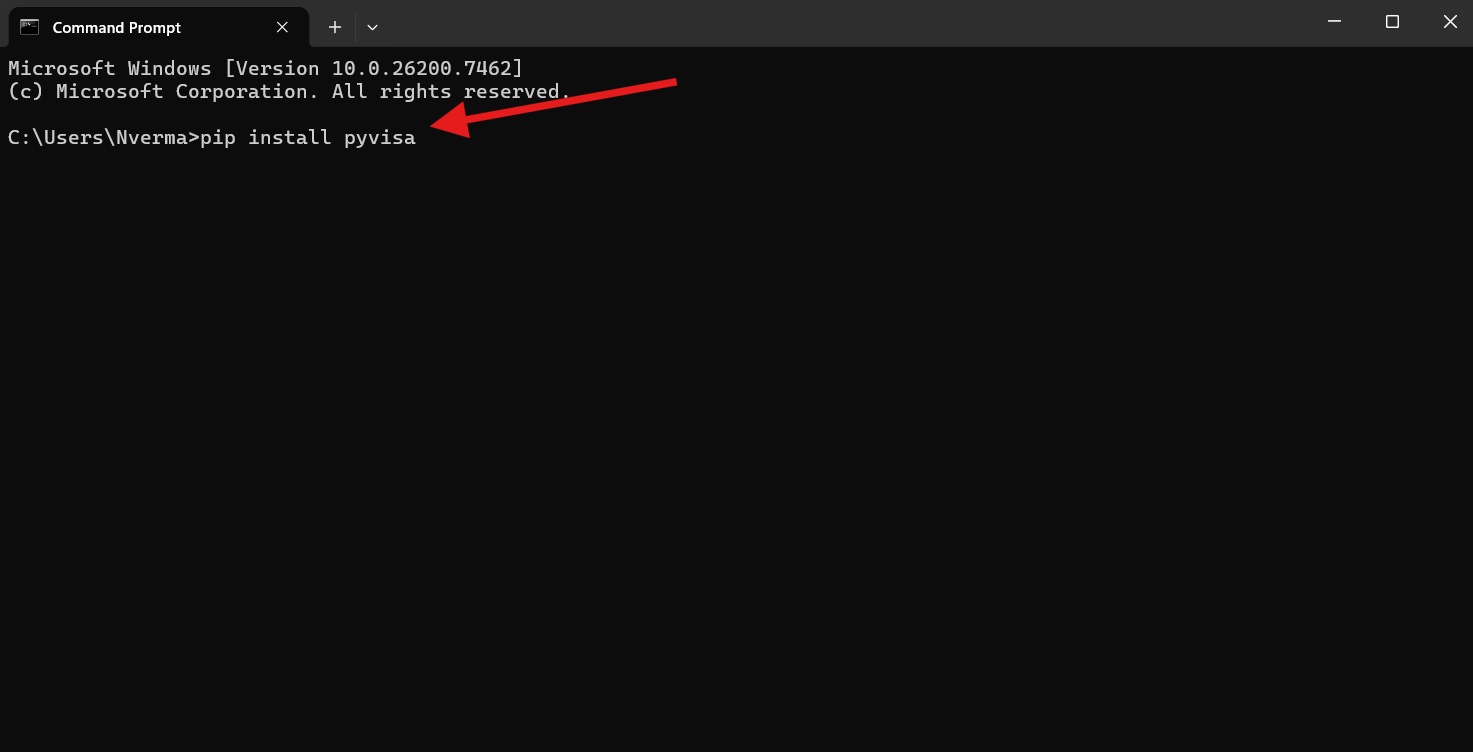 Command Prompt
Microsoft Windows [Version 10.0.26200.7462]
(c) Microsoft Corporation. All rights reserved.
C:\Users\Nverma>pip install pyvisa